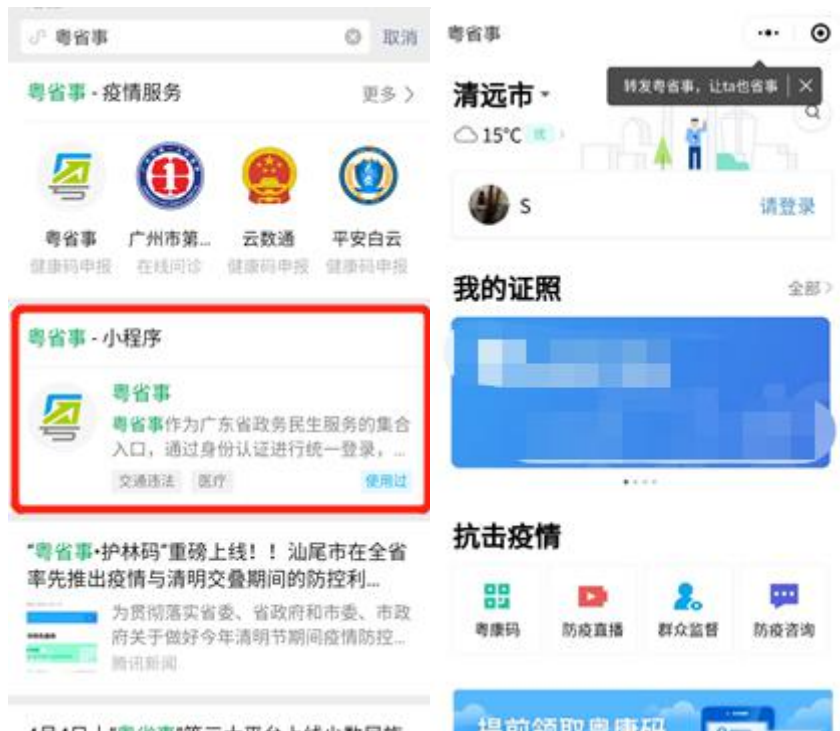 粤省事
取消
粤省事 - 疫情服务
更多
粤省事
广州市第...
云数通
平安白云
健康码申报
在线问诊
健康码申报
健康码申报
粤省事 - 小程序
粤省事
粤省事作为广东省政务民生服务的集合
入口，通过身份认证进行统一登录，...
交通违法
医疗
使用过
“粤省事•护林码”重磅上线！！汕尾市在全省
率先推出疫情与清明交叠期间的防控利...
为贯彻落实省委、省政府和市委、市政
府关于做好今年清明节期间疫情防控...
腾讯新闻
粤省事
转发粤省事，让ta也省事
清远市
15°C
优
S
请登录
我的证照
全部
抗击疫情
粤康码
防疫直播
群众监督
防疫咨询
提前领取粤康码